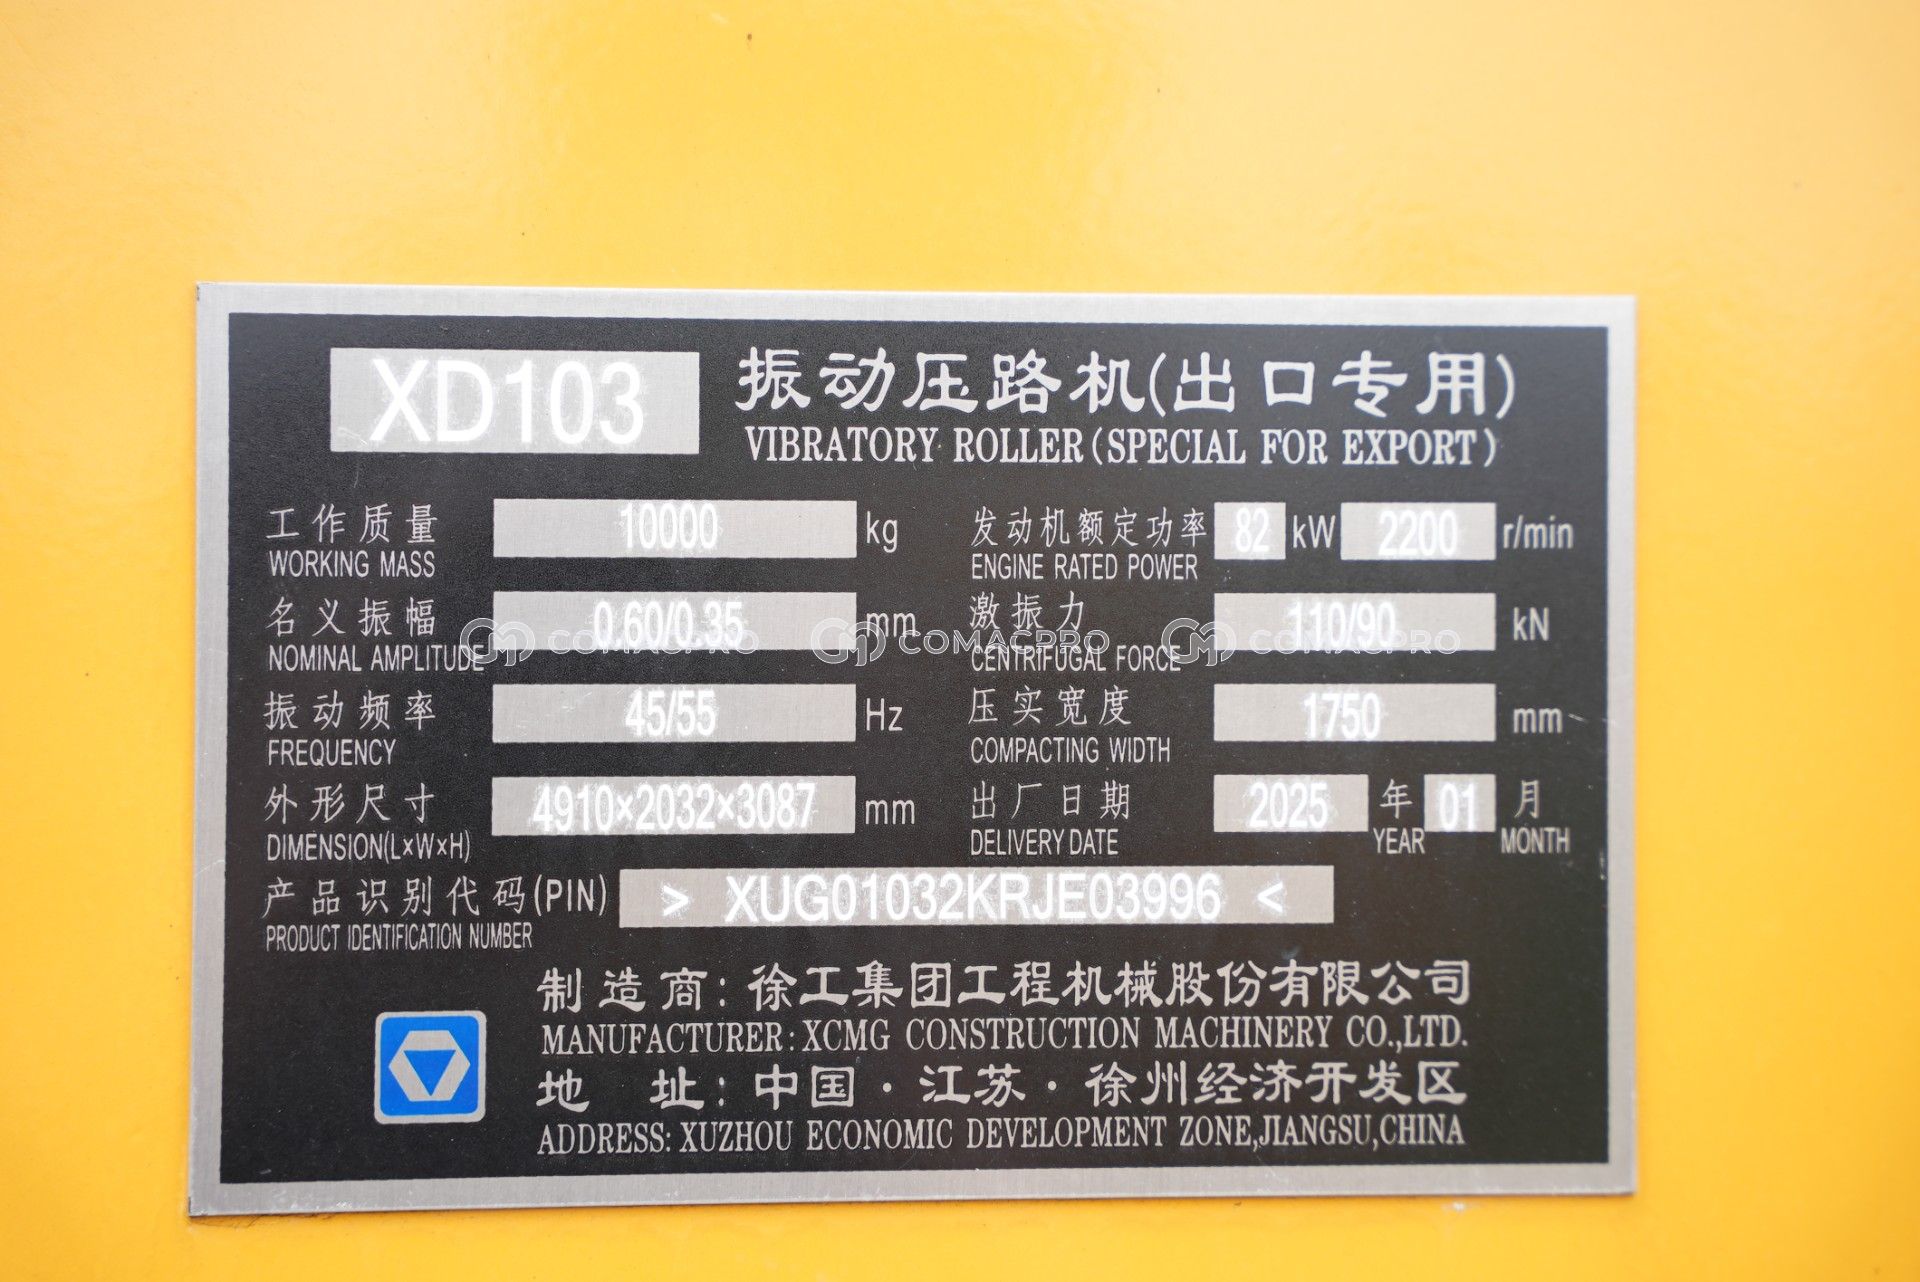 XD103 振动压路机(出口专用)
VIBRATORY ROLLER(SPECIAL FOR EXPORT)
工作质量 10000 kg 发动机额定功率 82 kW 2200 r/min
WORKING MASS ENGINE RATED POWER
名义振幅 0.60/0.35 mm 激振力 110/90 kN
COMACPRO COMACPRO COMACPRO
NOMINAL AMPLITUDE CENTRIFUGAL FORCE
振动频率 45/55 Hz 压实宽度 1750 mm
FREQUENCY COMPACTING WIDTH
外形尺寸 4910×2032×3087 mm 出厂日期 2025 年 01 月
DIMENSION(L×W×H) DELIVERY DATE YEAR MONTH
产品识别代码(PIN) > XUG01032KRJE03996 <
PRODUCT IDENTIFICATION NUMBER
制造商: 徐工集团工程机械股份有限公司
MANUFACTURER: XCMG CONSTRUCTION MACHINERY CO.,LTD.
地 址: 中国·江苏·徐州经济开发区
ADDRESS: XUZHOU ECONOMIC DEVELOPMENT ZONE,JIANGSU,CHINA